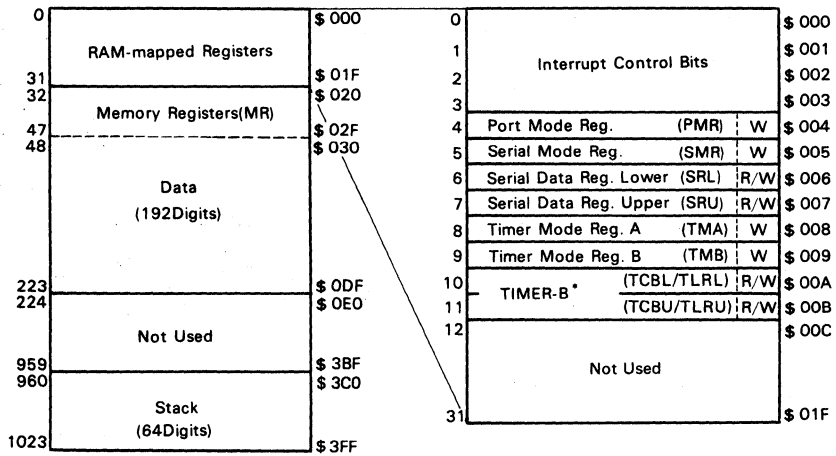 0 $000
RAM-mapped Registers
31 $01F
32 $020
Memory Registers(MR)
47 $02F
48 $030
Data
(192Digits)
223 $0DF
224 $0E0
Not Used
959 $3BF
960 $3C0
Stack
(64Digits)
1023 $3FF
0 $000
1 $001
Interrupt Control Bits
2 $002
3 $003
4 Port Mode Reg. (PMR) W $004
5 Serial Mode Reg. (SMR) W $005
6 Serial Data Reg. Lower (SRL) R/W $006
7 Serial Data Reg. Upper (SRU) R/W $007
8 Timer Mode Reg. A (TMA) W $008
9 Timer Mode Reg. B (TMB) W $009
10 (TCBL/TLRL) R/W $00A
TIMER-B*
11 (TCBU/TLRU) R/W $00B
12 $00C
Not Used
31 $01F